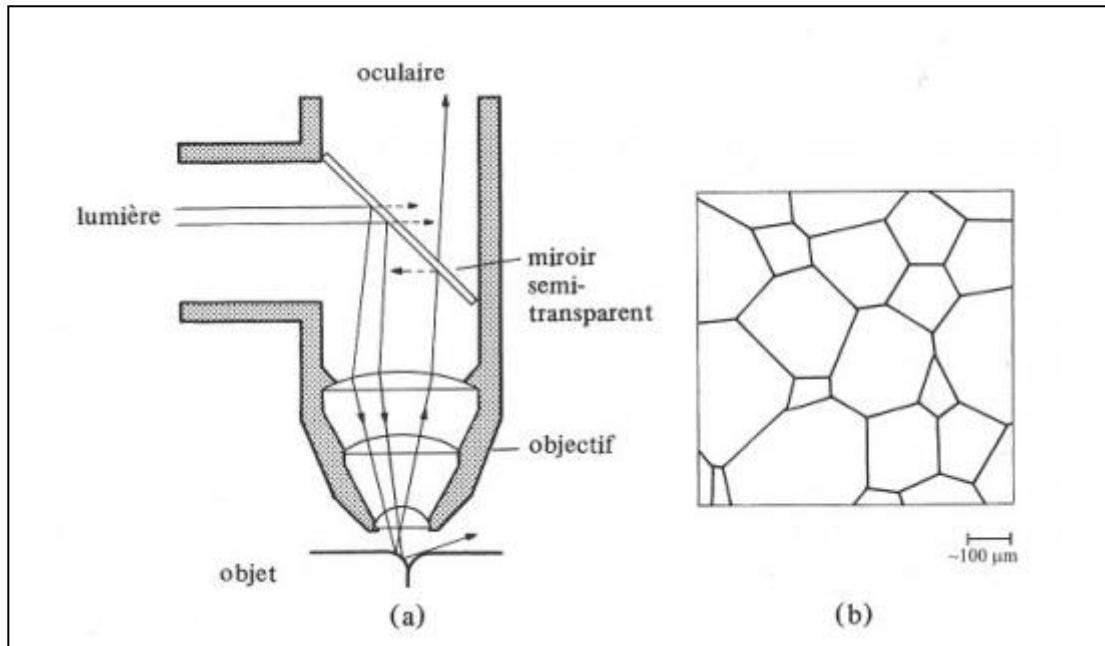 oculaire
lumière
miroir
semi-
transparent
objectif
objet
(a)
~100 μm
(b)